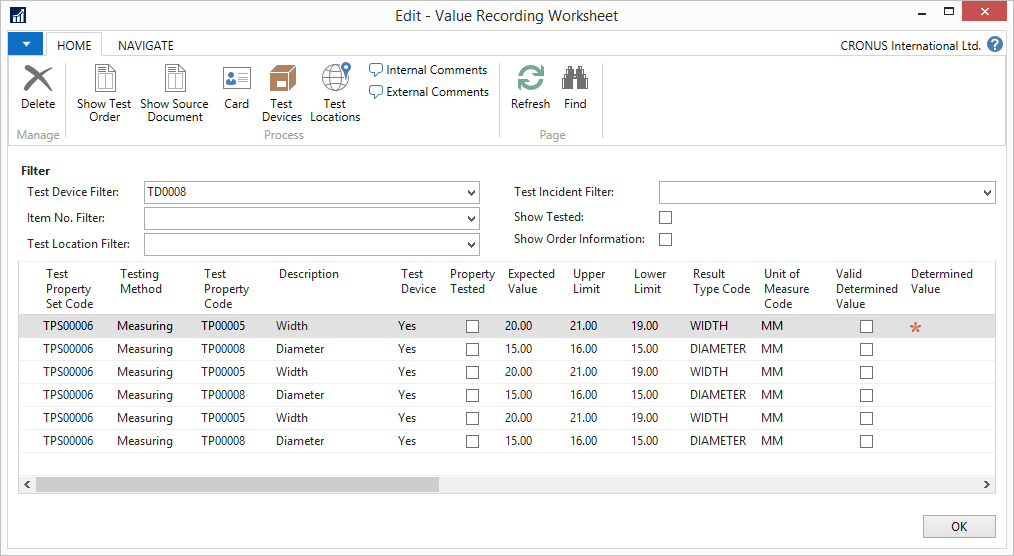 Edit - Value Recording Worksheet
HOME NAVIGATE CRONUS International Ltd. ?
Delete
Show Test Order
Show Source Document
Card
Test Devices
Test Locations
Internal Comments
External Comments
Refresh
Find
Manage Process Page
Filter
Test Device Filter: TD0008 Test Incident Filter:
Item No. Filter: Show Tested:
Test Location Filter: Show Order Information:
Test Property Set Code Testing Method Test Property Code Description Test Device Property Tested Expected Value Upper Limit Lower Limit Result Type Code Unit of Measure Code Valid Determined Value Determined Value
TPS00006 Measuring TP00005 Width Yes 20.00 21.00 19.00 WIDTH MM *
TPS00006 Measuring TP00008 Diameter Yes 15.00 16.00 15.00 DIAMETER MM
TPS00006 Measuring TP00005 Width Yes 20.00 21.00 19.00 WIDTH MM
TPS00006 Measuring TP00008 Diameter Yes 15.00 16.00 15.00 DIAMETER MM
TPS00006 Measuring TP00005 Width Yes 20.00 21.00 19.00 WIDTH MM
TPS00006 Measuring TP00008 Diameter Yes 15.00 16.00 15.00 DIAMETER MM
OK